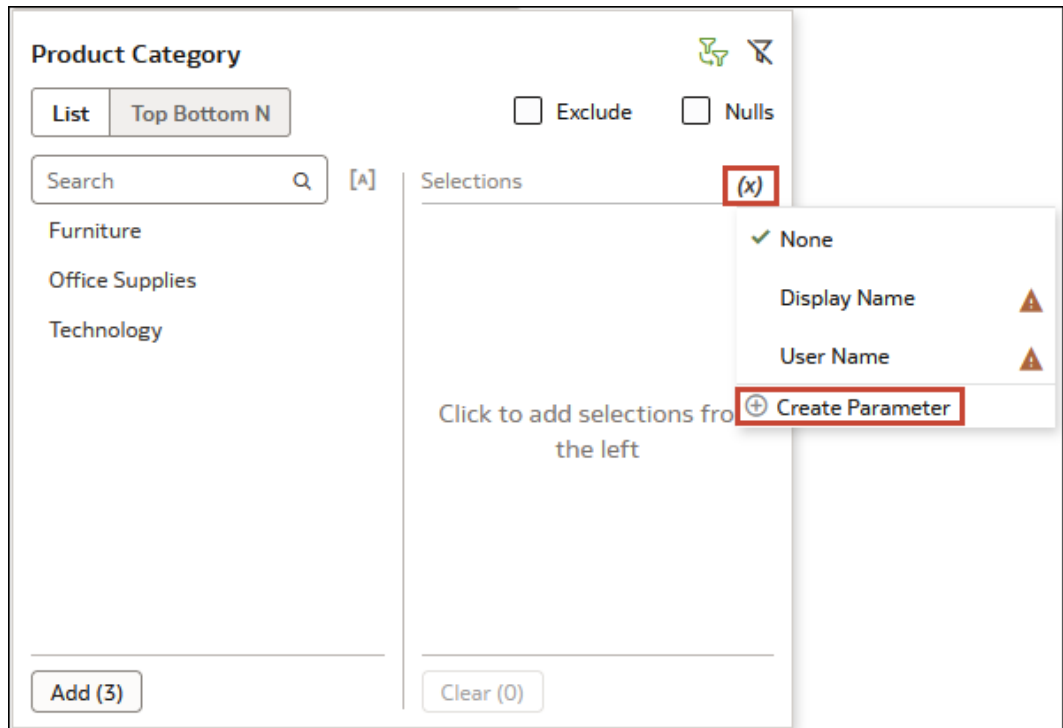 Product Category
List
Top Bottom N
Exclude
Nulls
Search
[A]
Selections
(x)
Furniture
Office Supplies
Technology
None
Display Name
User Name
Create Parameter
Click to add selections fro
the left
Add (3)
Clear (0)